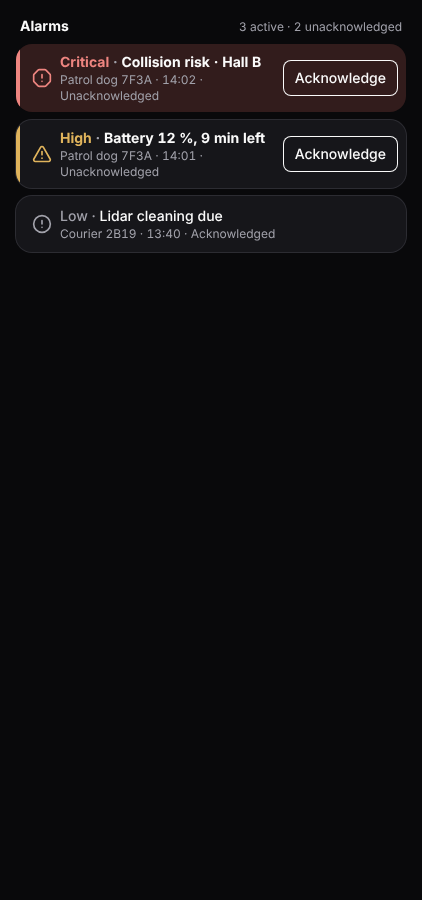 Alarms
3 active · 2 unacknowledged
Critical · Collision risk · Hall B
Patrol dog 7F3A · 14:02 ·
Unacknowledged
Acknowledge
High · Battery 12 %, 9 min left
Patrol dog 7F3A · 14:01 ·
Unacknowledged
Acknowledge
Low · Lidar cleaning due
Courier 2B19 · 13:40 · Acknowledged